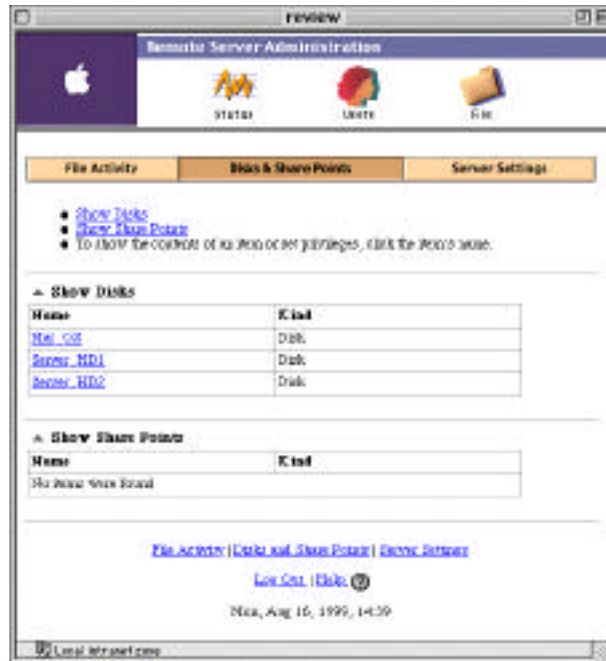 review
Remote Server Administration
Status Users File
File Activity Disks & Share Points Server Settings
Show Disks
Show Share Points
To show the contents of an item or set privileges, click the item's name.
Show Disks
Name Kind
Mac_OS Disk
Server_HD1 Disk
Server_HD2 Disk
Show Share Points
Name Kind
No items were found
File Activity | Disks and Share Points | Server Settings
Log Out | Help ?
Mon, Aug 16, 1999, 14:39
Local intranet zone